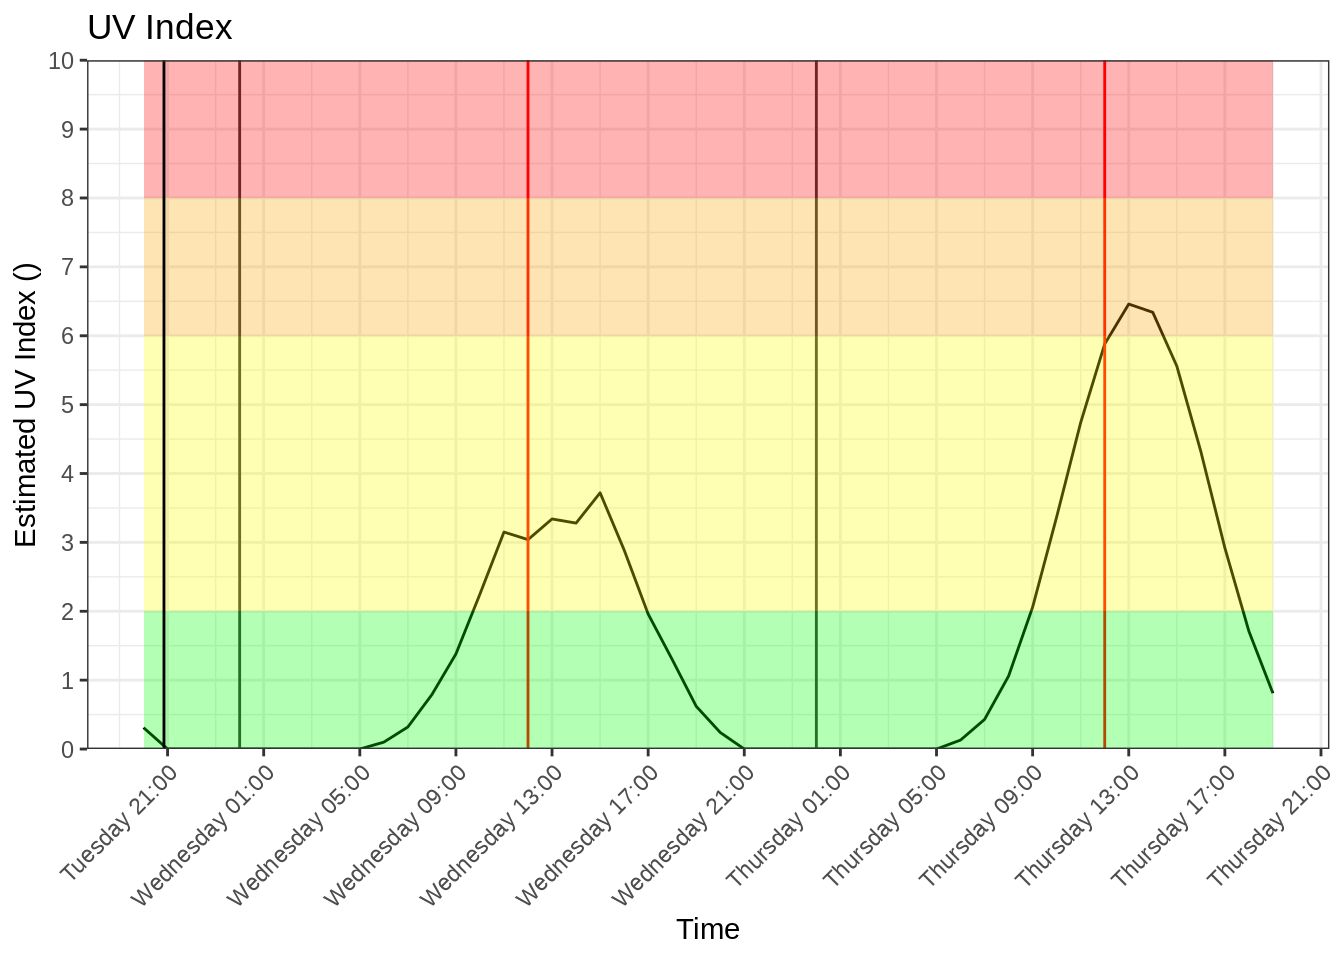 UV Index
Estimated UV Index ()
10
9
8
7
6
5
4
3
2
1
0
Tuesday 21:00
Wednesday 01:00
Wednesday 05:00
Wednesday 09:00
Wednesday 13:00
Wednesday 17:00
Wednesday 21:00
Thursday 01:00
Thursday 05:00
Thursday 09:00
Thursday 13:00
Thursday 17:00
Thursday 21:00
Time